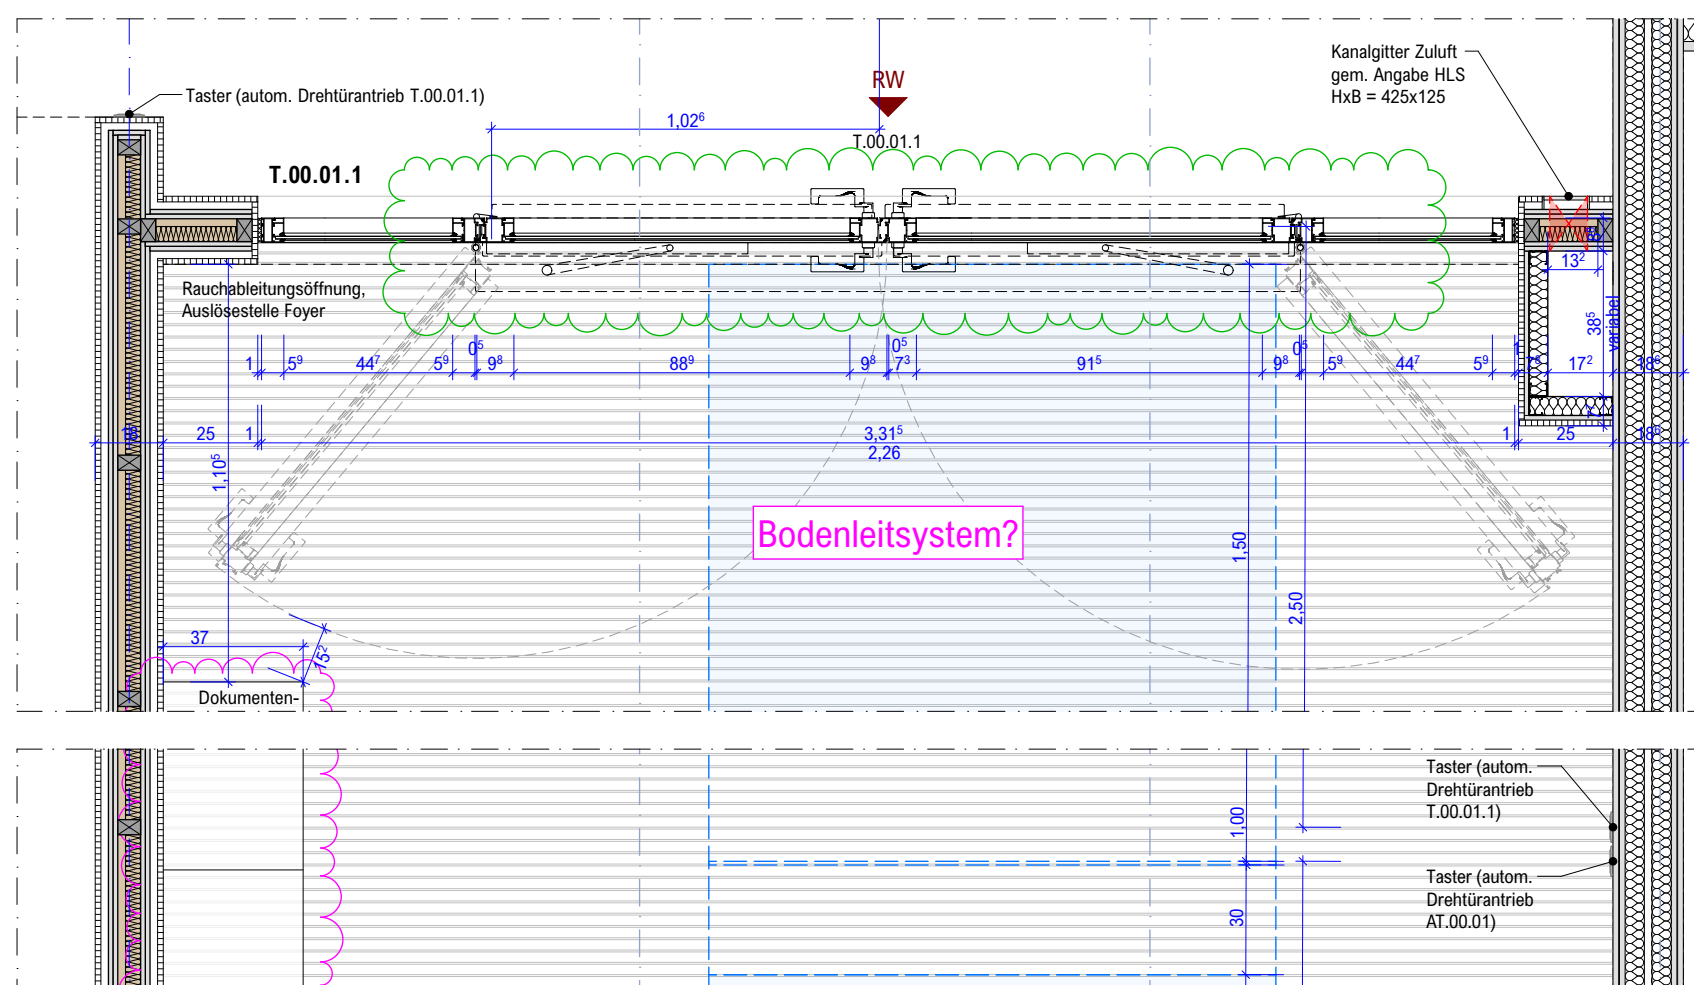 Kanalgitter Zuluft
gem. Angabe HLS
HxB = 425x125
RW
Taster (autom. Drehtürantrieb T.00.01.1)
1,02⁶
T.00.01.1
T.00.01.1
8⁵
13²
Rauchableitungsöffnung,
Auslösestelle Foyer
38⁵
variabel
0⁵ 0⁵ 0⁵ 1
1 5⁹ 44⁷ 5⁹ 9⁸ 88⁹ 9⁸ 7³ 91⁵ 9⁸ 5⁹ 44⁷ 5⁹ 7⁸ 17² 18⁶
18 25 1 3,31⁵ 1 25 18⁶
2,26
1,10⁵
Bodenleitsystem?
1,50
2,50
37
15²
Dokumenten-
Taster (autom.
Drehtürantrieb
T.00.01.1)
1,00
Taster (autom.
Drehtürantrieb
AT.00.01)
30